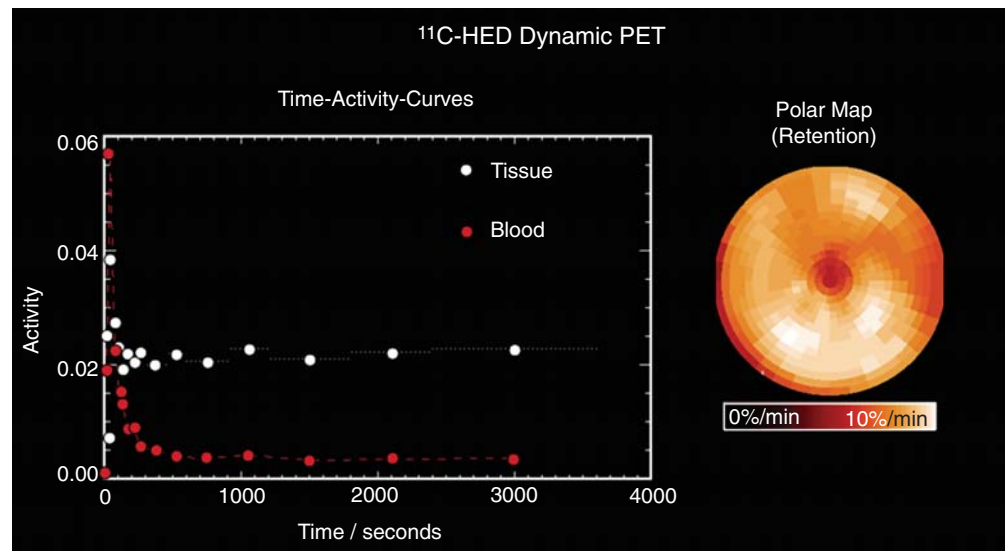 ¹¹C-HED Dynamic PET
Time-Activity-Curves
Polar Map
(Retention)
0.06
0.04
0.02
0.00
Activity
Tissue
Blood
0
1000
2000
3000
4000
Time / seconds
0%/min
10%/min